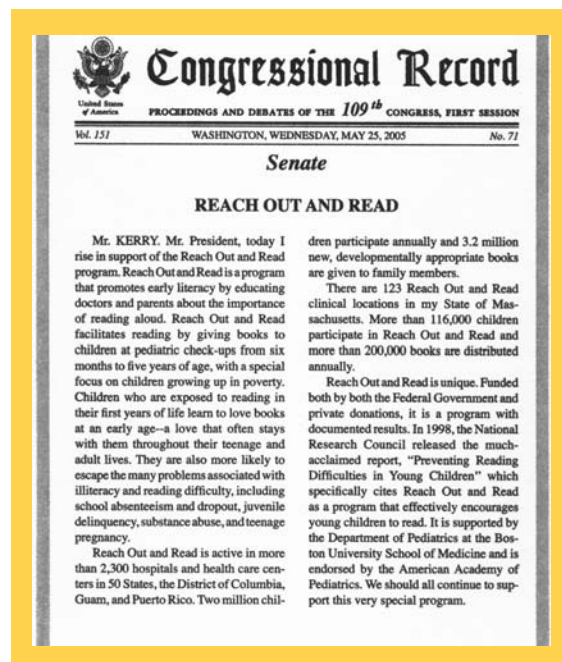 Congressional Record
United States
of America
PROCEEDINGS AND DEBATES OF THE 109th CONGRESS, FIRST SESSION
Vol. 151 WASHINGTON, WEDNESDAY, MAY 25, 2005 No. 71
Senate
REACH OUT AND READ
Mr. KERRY. Mr. President, today I
rise in support of the Reach Out and Read
program. Reach Out and Read is a program
that promotes early literacy by educating
doctors and parents about the importance
of reading aloud. Reach Out and Read
facilitates reading by giving books to
children at pediatric check-ups from six
months to five years of age, with a special
focus on children growing up in poverty.
Children who are exposed to reading in
their first years of life learn to love books
at an early age--a love that often stays
with them throughout their teenage and
adult lives. They are also more likely to
escape the many problems associated with
illiteracy and reading difficulty, including
school absenteeism and dropout, juvenile
delinquency, substance abuse, and teenage
pregnancy.
Reach Out and Read is active in more
than 2,300 hospitals and health care cen-
ters in 50 States, the District of Columbia,
Guam, and Puerto Rico. Two million chil-
dren participate annually and 3.2 million
new, developmentally appropriate books
are given to family members.
There are 123 Reach Out and Read
clinical locations in my State of Mas-
sachusetts. More than 116,000 children
participate in Reach Out and Read and
more than 200,000 books are distributed
annually.
Reach Out and Read is unique. Funded
both by both the Federal Government and
private donations, it is a program with
documented results. In 1998, the National
Research Council released the much-
acclaimed report, “Preventing Reading
Difficulties in Young Children” which
specifically cites Reach Out and Read
as a program that effectively encourages
young children to read. It is supported by
the Department of Pediatrics at the Bos-
ton University School of Medicine and is
endorsed by the American Academy of
Pediatrics. We should all continue to sup-
port this very special program.